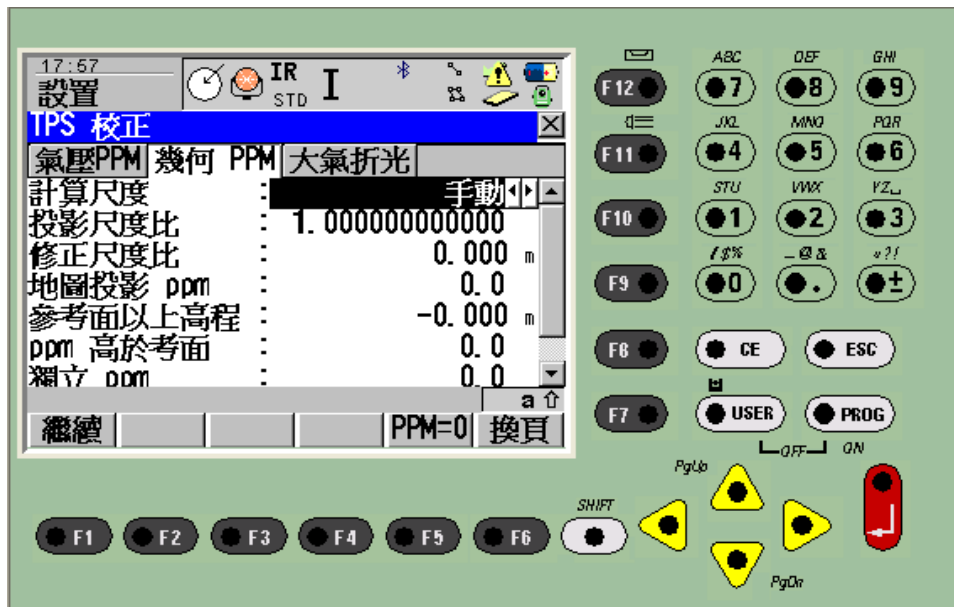 17:57
設置
IR
STD
I
TPS 校正
氣壓PPM 幾何 PPM 大氣折光
計算尺度 : 手動
投影尺度比 : 1.000000000000
修正尺度比 : 0.000 m
地圖投影 ppm : 0.0
參考面以上高程 : -0.000 m
ppm 高於考面 : 0.0
獨立 ppm : 0.0
a
繼續 PPM=0 換頁
ABC DEF GHI
F12 7 8 9
JKL MNO PQR
F11 4 5 6
STU VWX YZ
F10 1 2 3
/$% _@& "?!
F9 0 . ±
F8 CE ESC
F7 USER PROG
OFF ON
PgUp
SHIFT
F1 F2 F3 F4 F5 F6
PgDn